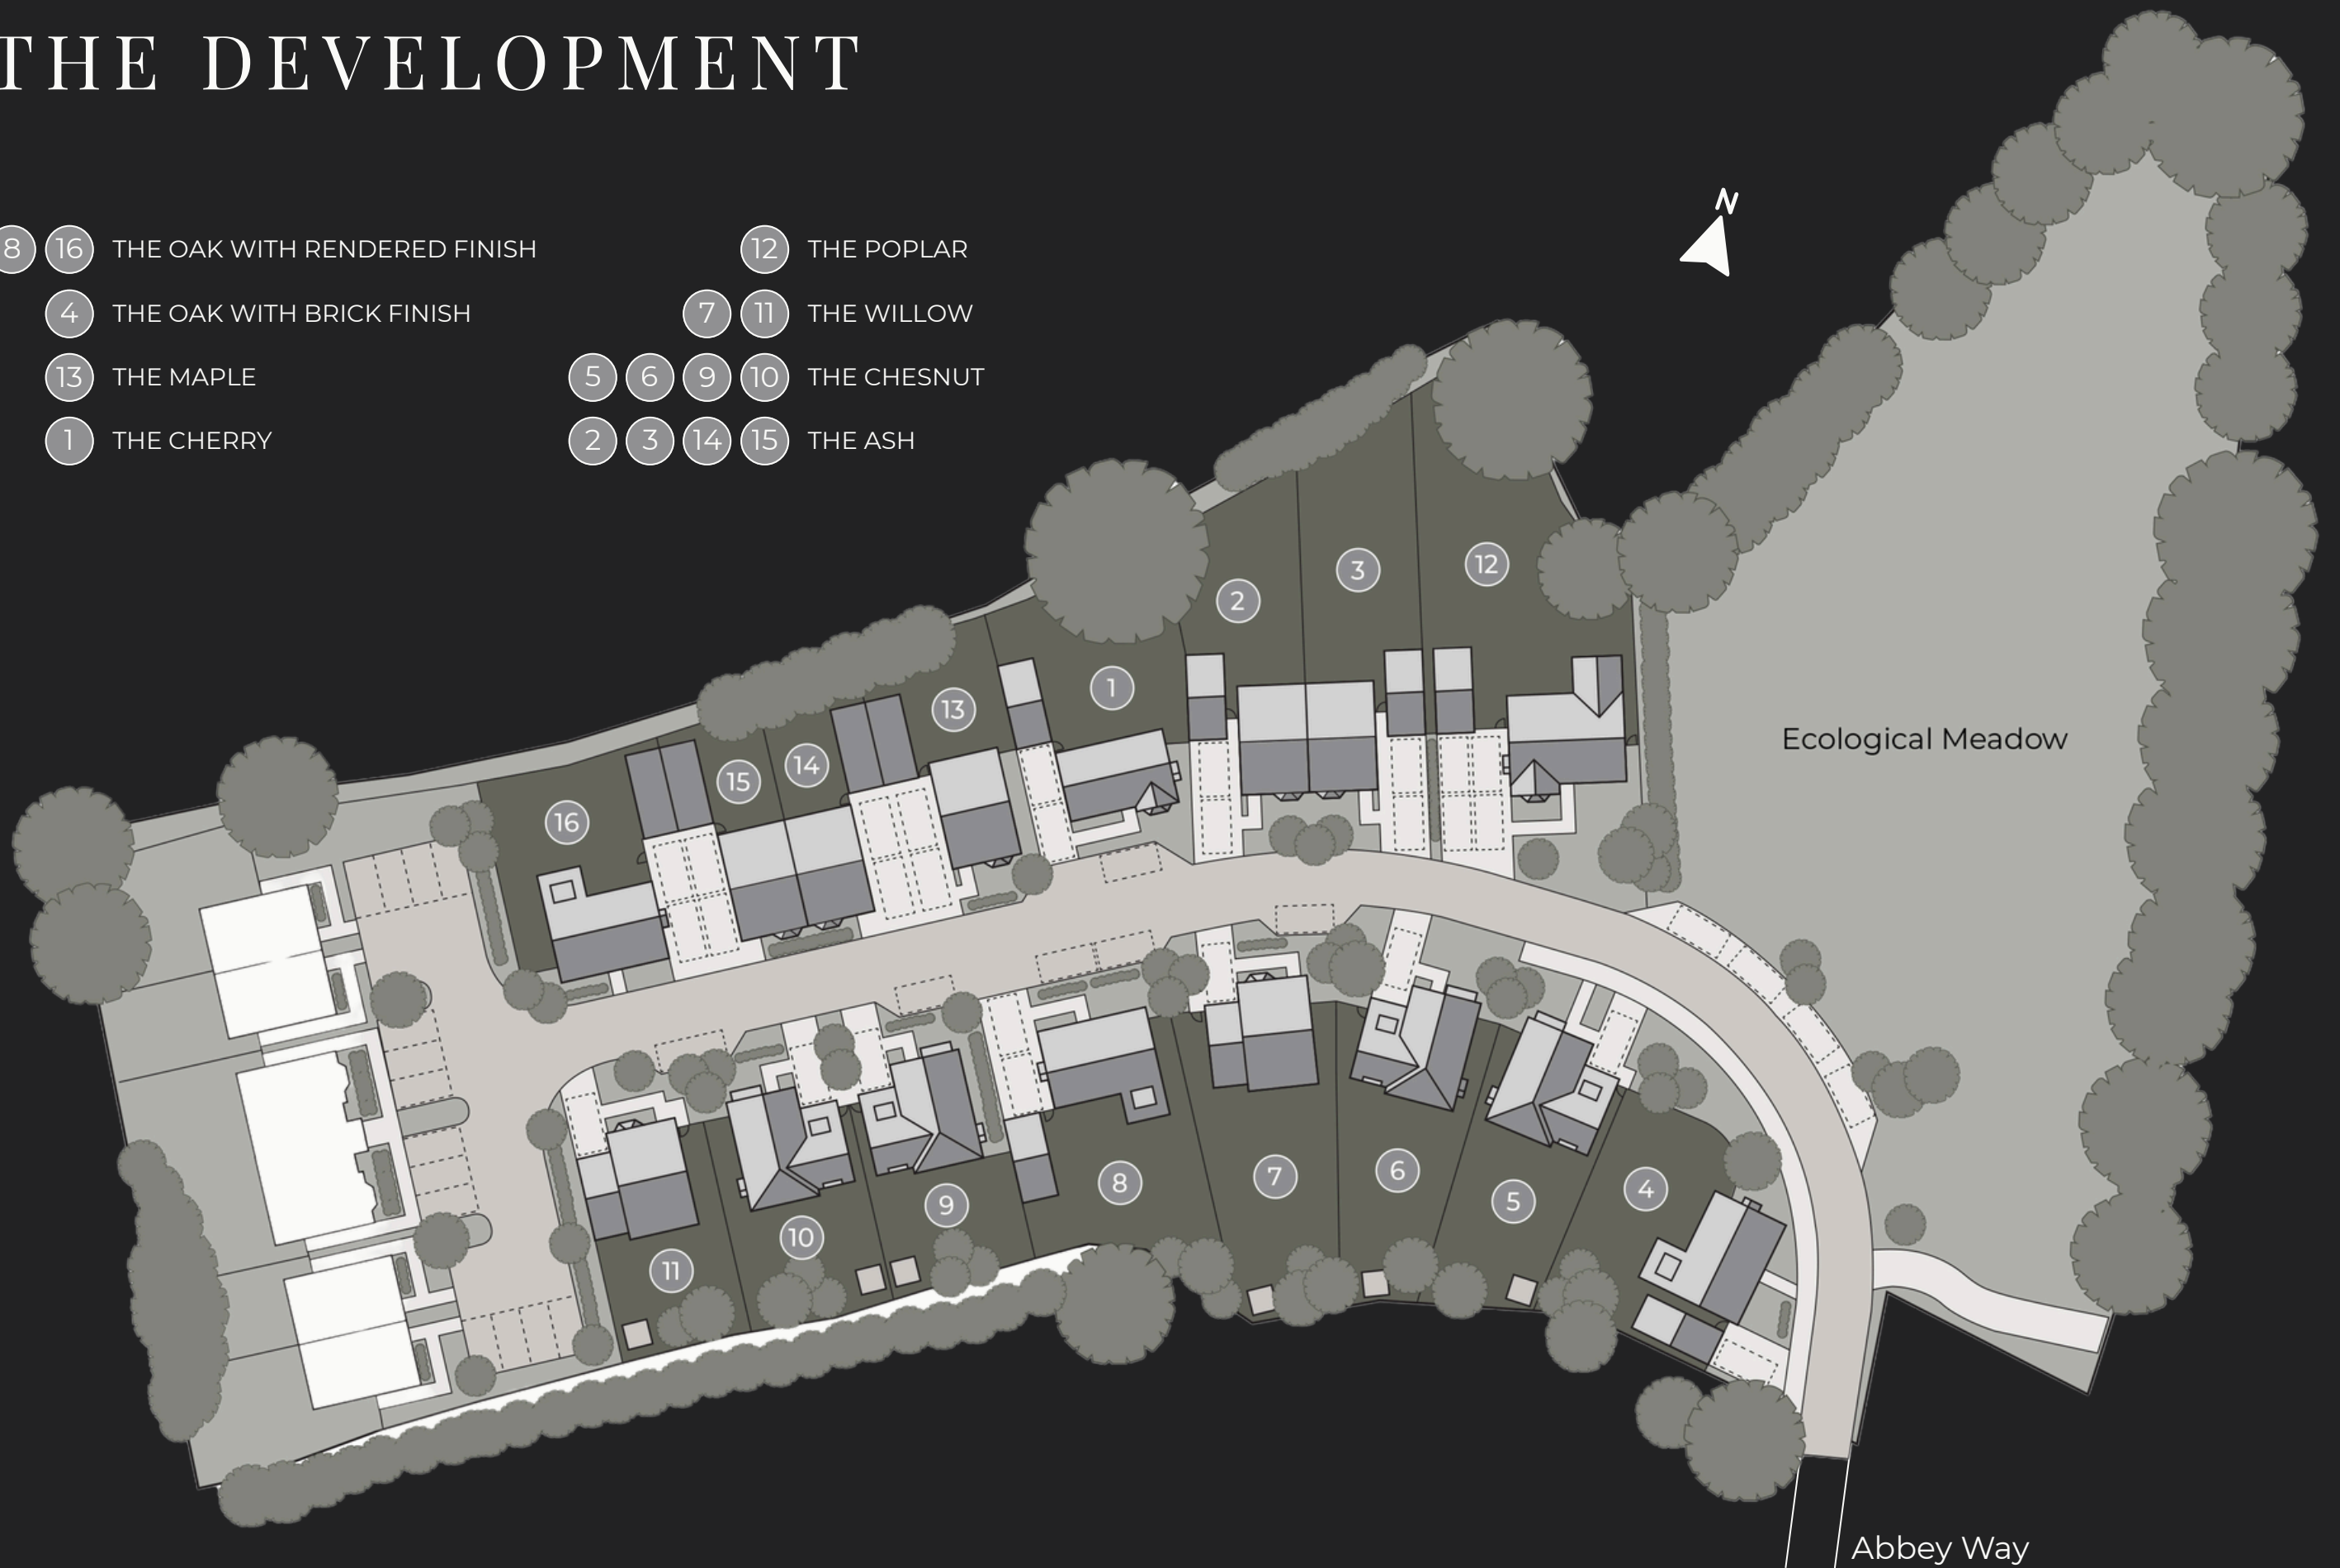 THE DEVELOPMENT
N
8 16 THE OAK WITH RENDERED FINISH
4 THE OAK WITH BRICK FINISH
13 THE MAPLE
1 THE CHERRY
12 THE POPLAR
7 11 THE WILLOW
5 6 9 10 THE CHESNUT
2 3 14 15 THE ASH
12
3
2
1
13
14
15
16
Ecological Meadow
8
7
6
4
5
9
10
11
Abbey Way